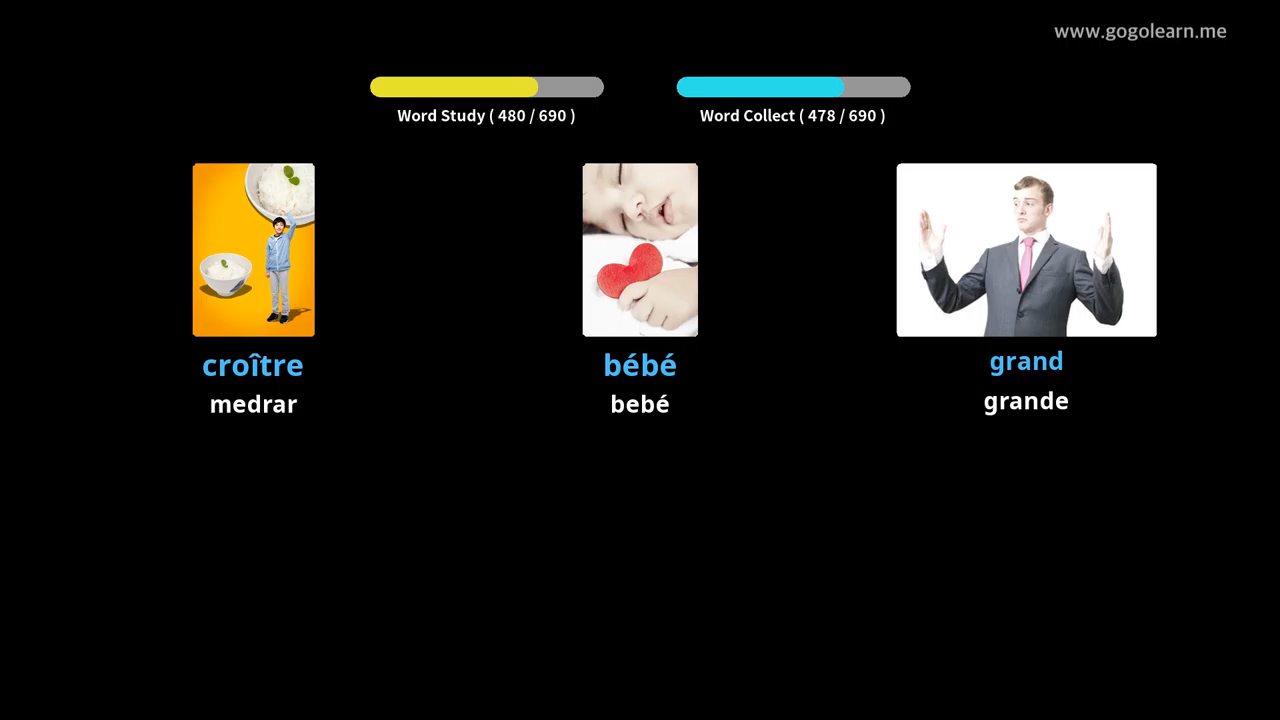 www.gogolearn.me
Word Study ( 480 / 690 )
Word Collect ( 478 / 690 )
croître
bébé
grand
medrar
bebé
grande